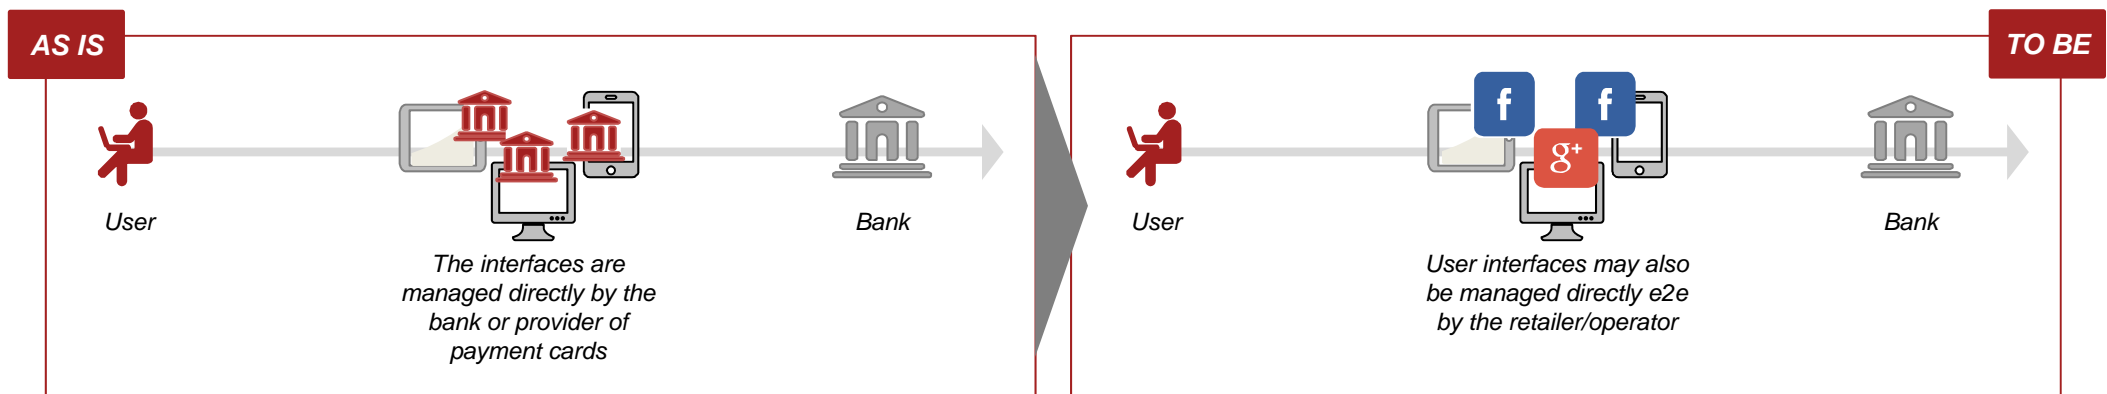 AS IS
User
The interfaces are
managed directly by the
bank or provider of
payment cards
Bank
TO BE
User
f
f
g+
User interfaces may also
be managed directly e2e
by the retailer/operator
Bank